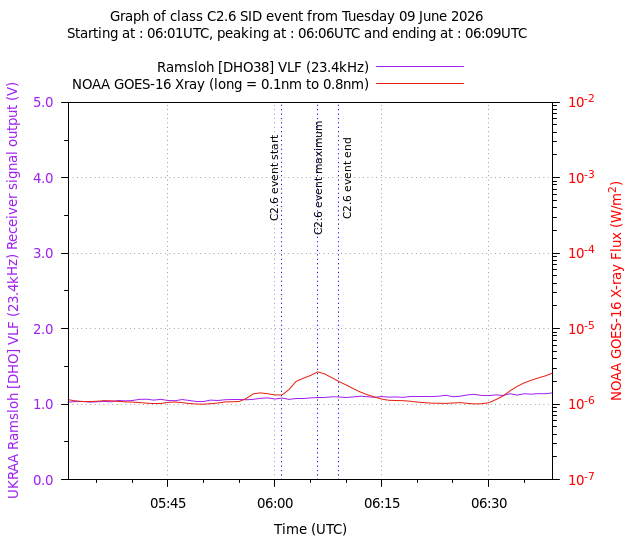 Graph of class C2.6 SID event from Tuesday 09 June 2026
Starting at : 06:01UTC, peaking at : 06:06UTC and ending at : 06:09UTC
Ramsloh [DHO38] VLF (23.4kHz)
NOAA GOES-16 Xray (long = 0.1nm to 0.8nm)
UKRAA Ramsloh [DHO] VLF (23.4kHz) Receiver signal output (V)
5.0
4.0
3.0
2.0
1.0
0.0
C2.6 event start
C2.6 event maximum
C2.6 event end
10-2
10-3
10-4
10-5
10-6
10-7
NOAA GOES-16 X-ray Flux (W/m2)
05:45
06:00
06:15
06:30
Time (UTC)